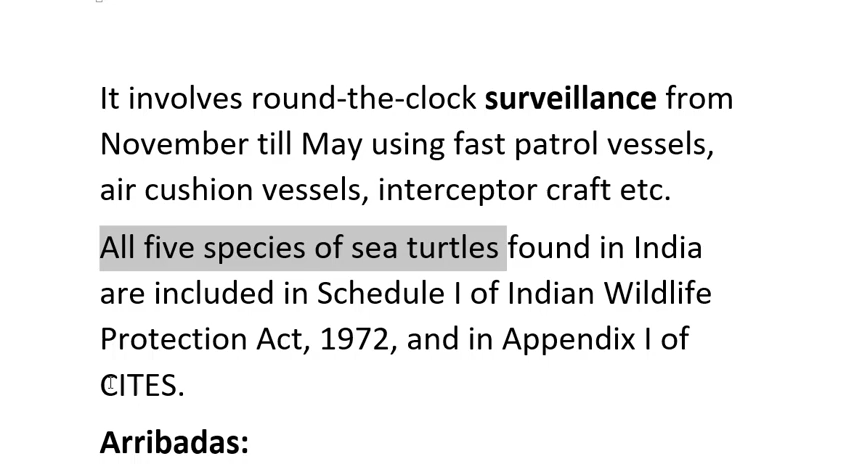 It involves round-the-clock surveillance from
November till May using fast patrol vessels,
air cushion vessels, interceptor craft etc.
All five species of sea turtles found in India
are included in Schedule I of Indian Wildlife
Protection Act, 1972, and in Appendix I of
CITES.
Arribadas: